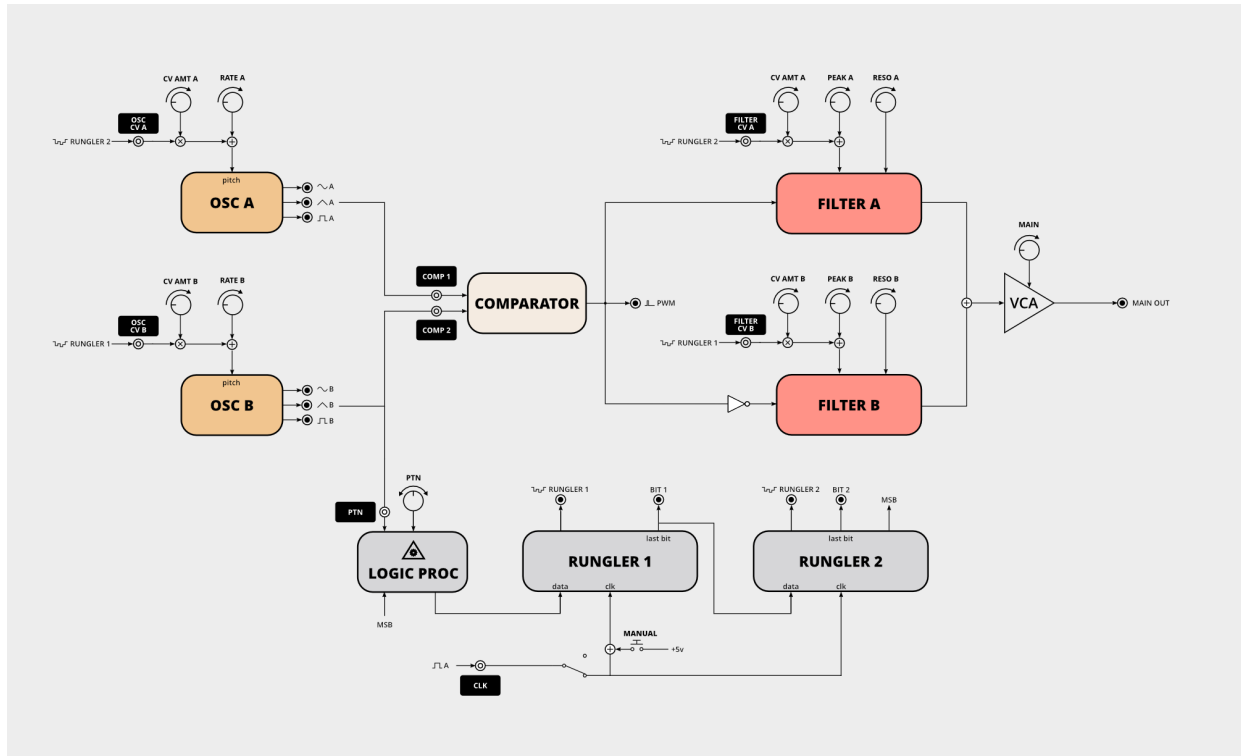 CV AMT A
RATE A
OSC
CV A
RUNGLER 2
pitch
OSC A
A
A
A
CV AMT B
RATE B
OSC
CV B
RUNGLER 1
pitch
OSC B
B
B
B
COMP 1
COMP 2
COMPARATOR
PWM
CV AMT A
PEAK A
RESO A
FILTER
CV A
RUNGLER 2
FILTER A
CV AMT B
PEAK B
RESO B
FILTER
CV B
RUNGLER 1
FILTER B
MAIN
VCA
MAIN OUT
PTN
PTN
LOGIC PROC
MSB
RUNGLER 1
BIT 1
last bit
RUNGLER 1
data
clk
RUNGLER 2
BIT 2
MSB
last bit
RUNGLER 2
data
clk
MANUAL
+5v
A
CLK